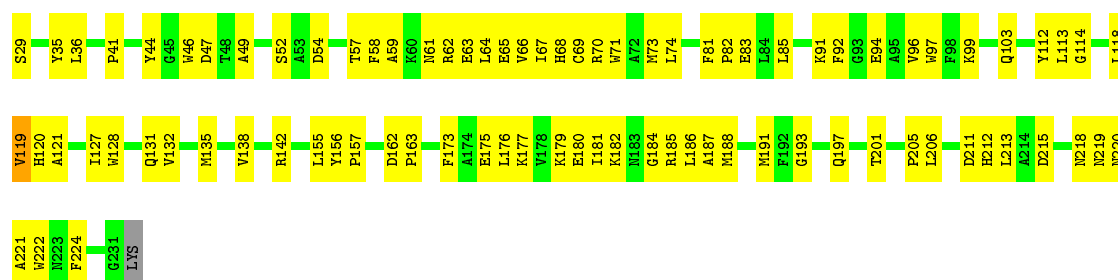 S29 Y35 L36 P41 Y44 G45 W46 D47 T48 A49 S52 A53 D54 T57 F58 A59 K60 N61 R62 E63 L64 E65 V66 I67 H68 C69 R70 W71 A72 M73 L74 F81 P82 E83 L84 L85 K91 F92 G93 E94 A95 V96 W97 F98 K99 Q103 Y112 L113 G114 L118
V119 H120 A121 I127 W128 Q131 V132 M135 V138 R142 L155 Y156 P157 D162 P163 F173 A174 E175 L176 K177 V178 K179 E180 I181 K182 N183 G184 R185 L186 A187 M188 M191 F192 G193 Q197 T201 P205 L206 D211 H212 L213 A214 D215 N218 N219 N220
A221 W222 N223 F224 G231 LYS